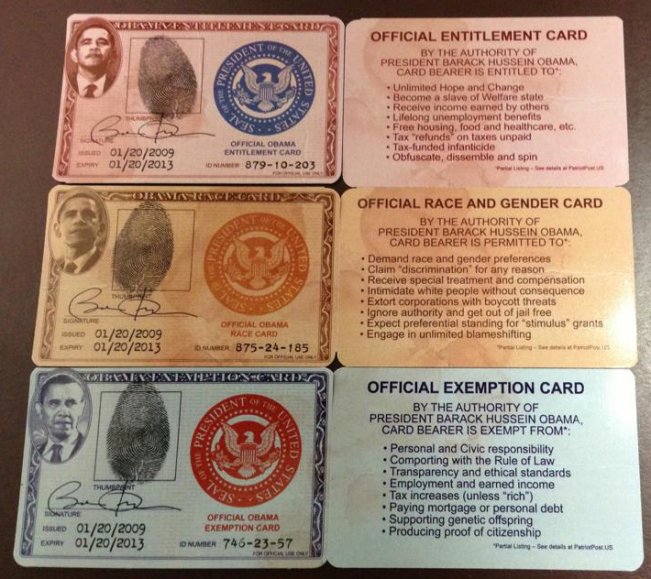 OBAMA ENTITLEMENT CARD
SEAL OF THE PRESIDENT OF THE UNITED STATES
THUMBPRINT
SIGNATURE
ISSUED 01/20/2009
EXPIRY 01/20/2013
OFFICIAL OBAMA
ENTITLEMENT CARD
ID NUMBER 879-10-203
FOR OFFICIAL USE ONLY
OFFICIAL ENTITLEMENT CARD
BY THE AUTHORITY OF
PRESIDENT BARACK HUSSEIN OBAMA,
CARD BEARER IS ENTITLED TO*:
• Unlimited Hope and Change
• Become a slave of Welfare state
• Receive income earned by others
• Lifelong unemployment benefits
• Free housing, food and healthcare, etc.
• Tax "refunds" on taxes unpaid
• Tax-funded infanticide
• Obfuscate, dissemble and spin
*Partial Listing – See details at PatriotPost.US
OBAMA RACE CARD
SEAL OF THE PRESIDENT OF THE UNITED STATES
THUMBPRINT
SIGNATURE
ISSUED 01/20/2009
EXPIRY 01/20/2013
OFFICIAL OBAMA
RACE CARD
ID NUMBER 875-24-185
FOR OFFICIAL USE ONLY
OFFICIAL RACE AND GENDER CARD
BY THE AUTHORITY OF
PRESIDENT BARACK HUSSEIN OBAMA,
CARD BEARER IS PERMITTED TO*:
• Demand race and gender preferences
• Claim "discrimination" for any reason
• Receive special treatment and compensation
• Intimidate white people without consequence
• Extort corporations with boycott threats
• Ignore authority and get out of jail free
• Expect preferential standing for "stimulus" grants
• Engage in unlimited blameshifting
*Partial Listing – See details at PatriotPost.US
OBAMA EXEMPTION CARD
SEAL OF THE PRESIDENT OF THE UNITED STATES
THUMBPRINT
SIGNATURE
ISSUED 01/20/2009
EXPIRY 01/20/2013
OFFICIAL OBAMA
EXEMPTION CARD
ID NUMBER 746-23-57
FOR OFFICIAL USE ONLY
OFFICIAL EXEMPTION CARD
BY THE AUTHORITY OF
PRESIDENT BARACK HUSSEIN OBAMA,
CARD BEARER IS EXEMPT FROM*:
• Personal and Civic responsibility
• Comporting with the Rule of Law
• Transparency and ethical standards
• Employment and earned income
• Tax increases (unless "rich")
• Paying mortgage or personal debt
• Supporting genetic offspring
• Producing proof of citizenship
*Partial Listing – See details at PatriotPost.US